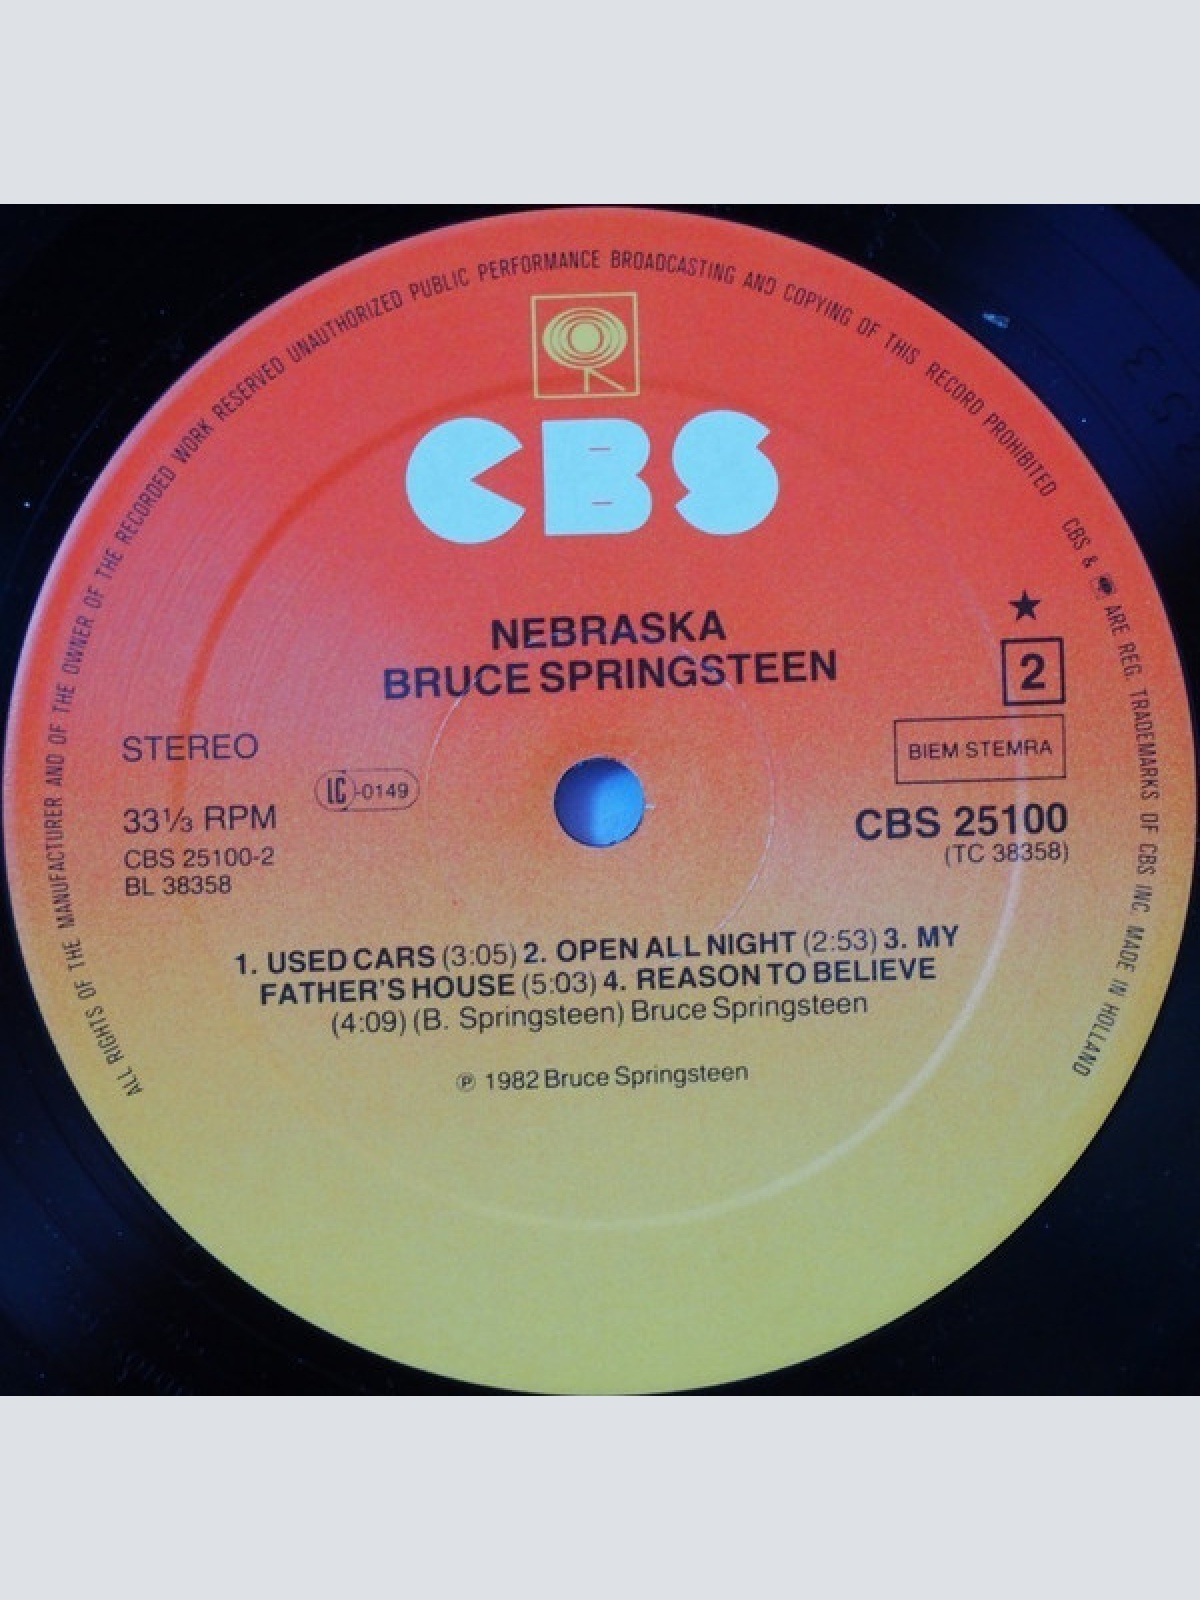 ALL RIGHTS OF THE MANUFACTURER AND OF THE OWNER OF THE RECORDED WORK RESERVED UNAUTHORIZED PUBLIC PERFORMANCE BROADCASTING AND COPYING OF THIS RECORD PROHIBITED CBS & ARE REG. TRADEMARKS OF CBS INC. MADE IN HOLLAND
CBS
NEBRASKA
BRUCE SPRINGSTEEN
★
2
STEREO
BIEM-STEMRA
LC-0149
33⅓ RPM
CBS 25100
CBS 25100-2
(TC 38358)
BL 38358
1. USED CARS (3:05) 2. OPEN ALL NIGHT (2:53) 3. MY
FATHER'S HOUSE (5:03) 4. REASON TO BELIEVE
(4:09) (B. Springsteen) Bruce Springsteen
℗ 1982 Bruce Springsteen